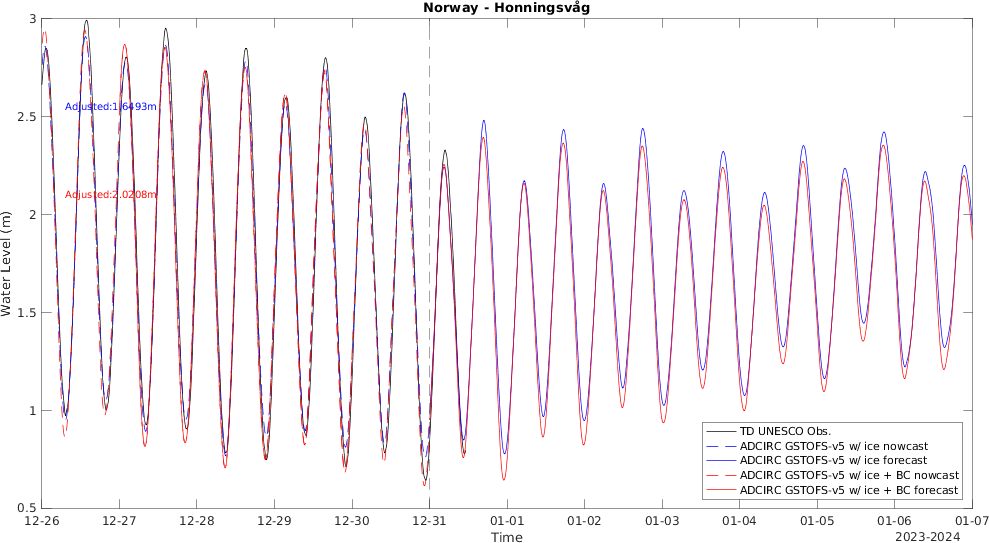 Norway - Honningsvåg
3
2.5
2
1.5
1
0.5
Water Level (m)
Adjusted:1.6493m
Adjusted:2.0208m
TD UNESCO Obs.
ADCIRC GSTOFS-v5 w/ ice nowcast
ADCIRC GSTOFS-v5 w/ ice forecast
ADCIRC GSTOFS-v5 w/ ice + BC nowcast
ADCIRC GSTOFS-v5 w/ ice + BC forecast
12-26 12-27 12-28 12-29 12-30 12-31 01-01 01-02 01-03 01-04 01-05 01-06 01-07
Time
2023-2024